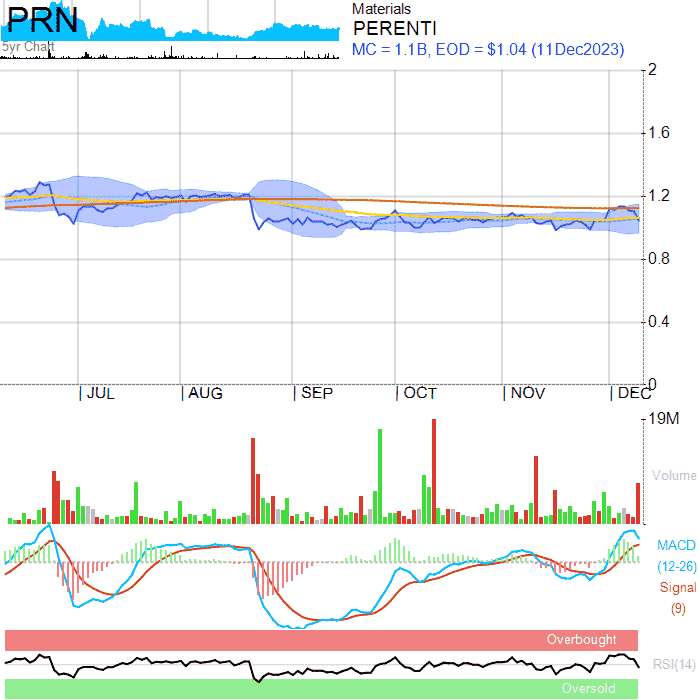 PRN
5yr Chart
Materials
PERENTI
MC = 1.1B, EOD = $1.04 (11Dec2023)
2
1.6
1.2
0.8
0.4
0
JUL
AUG
SEP
OCT
NOV
DEC
19M
Volume
MACD
(12-26)
Signal
(9)
Overbought
RSI(14)
Oversold